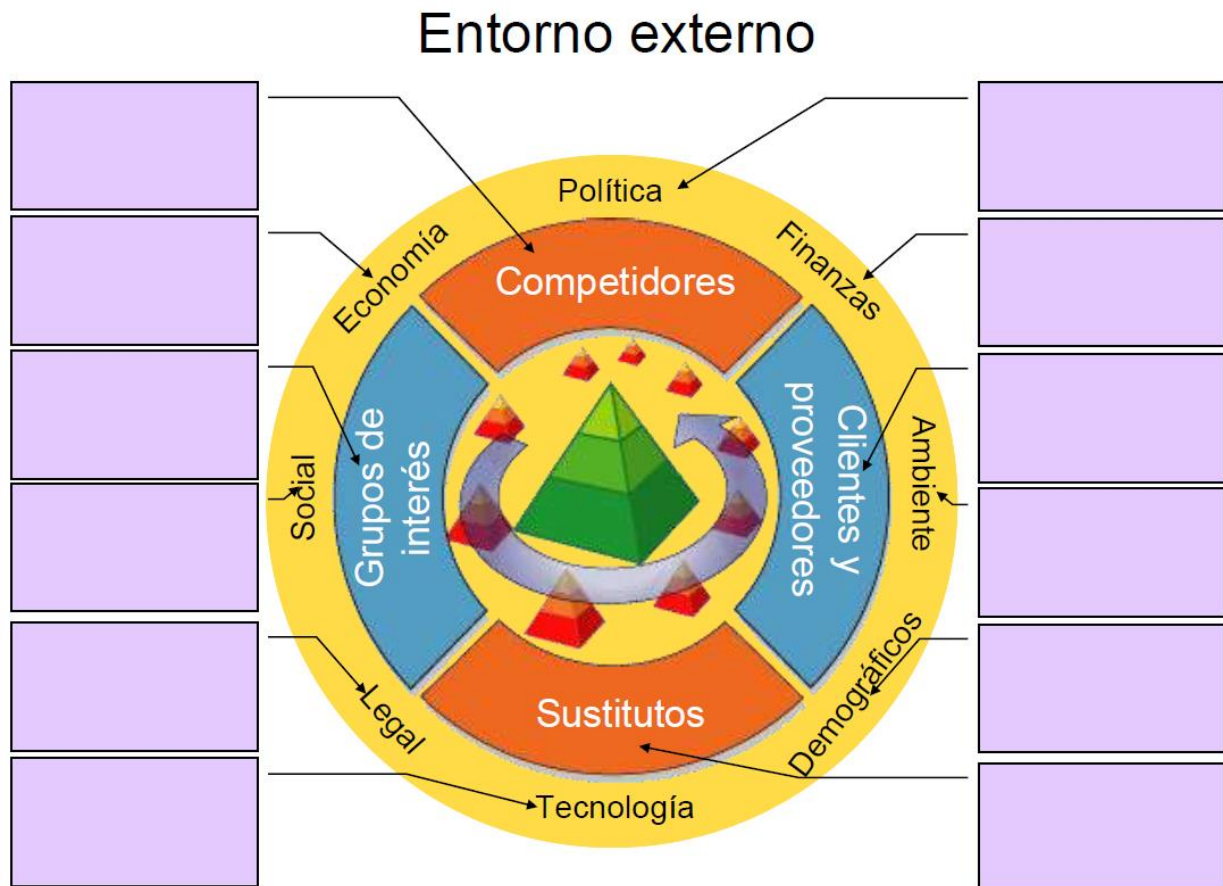 Entorno externo
Política
Economía
Finanzas
Competidores
Grupos de
interés
Clientes y
proveedores
Social
Ambiente
Sustitutos
Legal
Demográficos
Tecnología